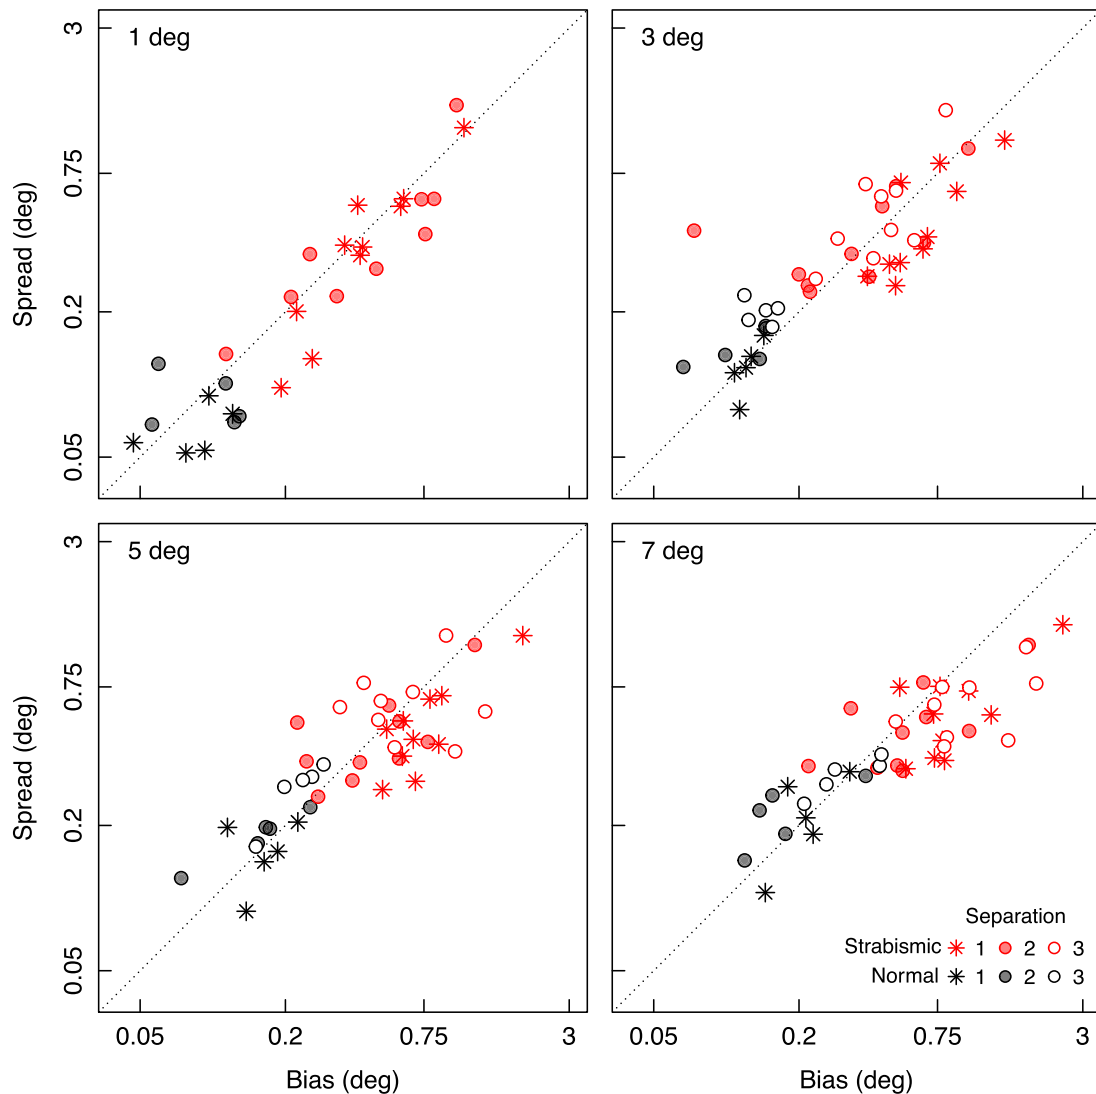 1 deg
3 deg
3
0.75
0.2
0.05
Spread (deg)
5 deg
7 deg
3
0.75
0.2
0.05
Spread (deg)
Separation
Strabismic 1 2 3
Normal 1 2 3
0.05 0.2 0.75 3
0.05 0.2 0.75 3
Bias (deg)
Bias (deg)